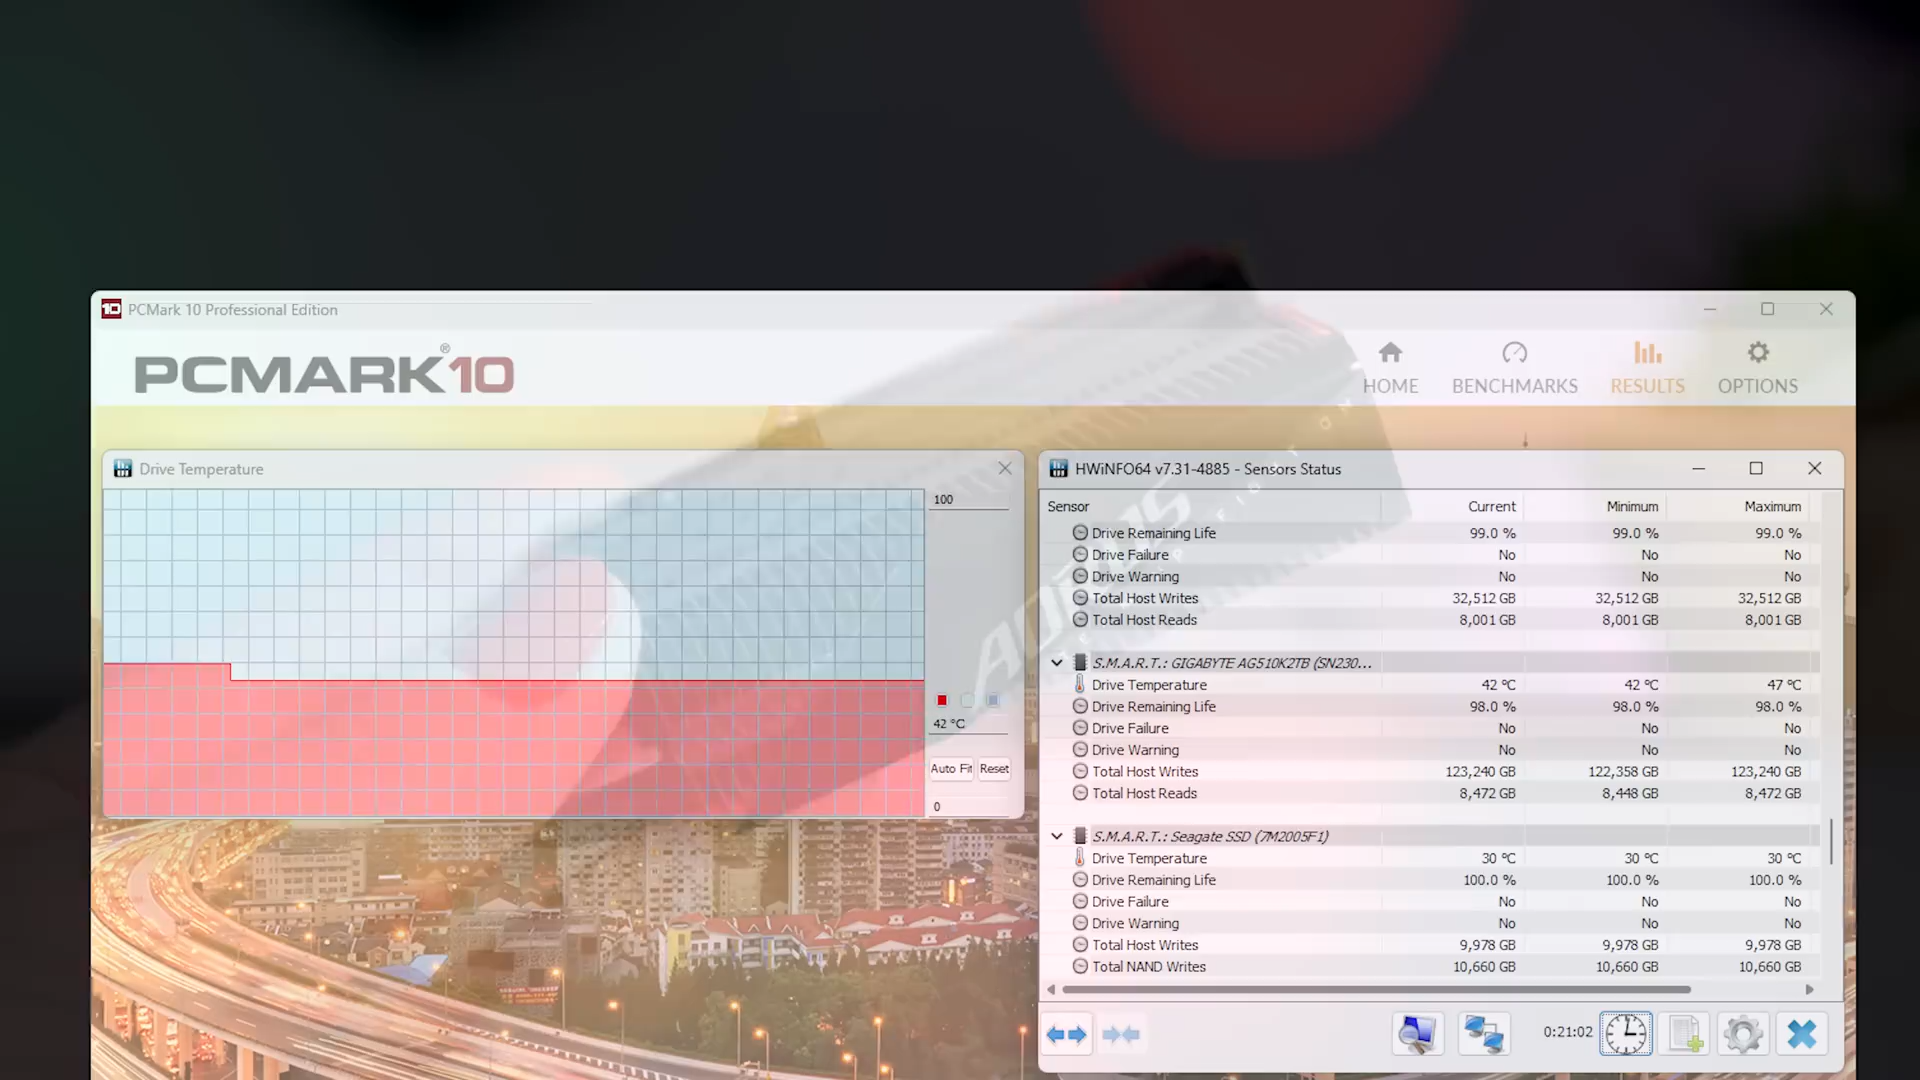 10 PCMark 10 Professional Edition
PCMARK®10
HOME BENCHMARKS RESULTS OPTIONS
Drive Temperature
100
42 °C
Auto Fit Reset
0
AORUS
HWiNFO64 v7.31-4885 - Sensors Status
Sensor Current Minimum Maximum
Drive Remaining Life 99.0 % 99.0 % 99.0 %
Drive Failure No No No
Drive Warning No No No
Total Host Writes 32,512 GB 32,512 GB 32,512 GB
Total Host Reads 8,001 GB 8,001 GB 8,001 GB
S.M.A.R.T.: GIGABYTE AG510K2TB (SN230...
Drive Temperature 42 °C 42 °C 47 °C
Drive Remaining Life 98.0 % 98.0 % 98.0 %
Drive Failure No No No
Drive Warning No No No
Total Host Writes 123,240 GB 122,358 GB 123,240 GB
Total Host Reads 8,472 GB 8,448 GB 8,472 GB
S.M.A.R.T.: Seagate SSD (7M2005F1)
Drive Temperature 30 °C 30 °C 30 °C
Drive Remaining Life 100.0 % 100.0 % 100.0 %
Drive Failure No No No
Drive Warning No No No
Total Host Writes 9,978 GB 9,978 GB 9,978 GB
Total NAND Writes 10,660 GB 10,660 GB 10,660 GB
0:21:02